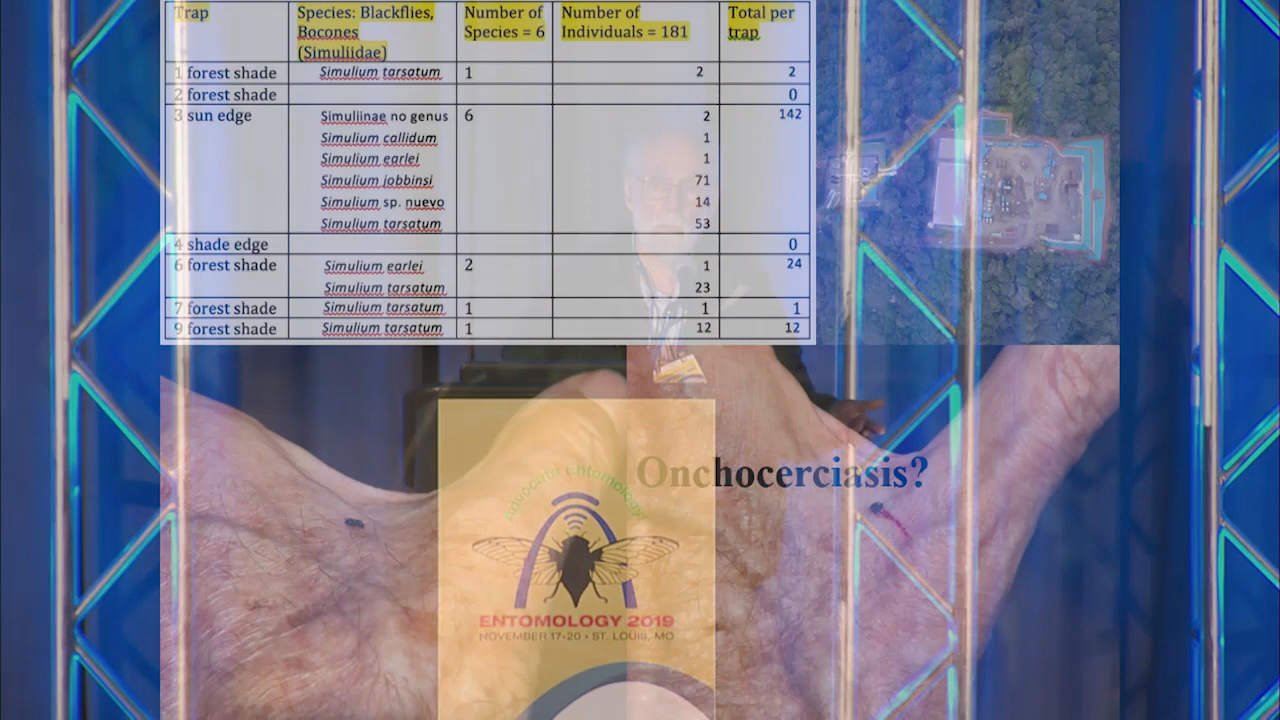 Trap Species: Blackflies, Bocones (Simuliidae) Number of Species = 6 Number of Individuals = 181 Total per trap
1 forest shade Simulium tarsatum 1 2 2
2 forest shade 0
3 sun edge Simuliinae no genus 6 2 142
Simulium callidum 1
Simulium earlei 1
Simulium jobbinsi 71
Simulium sp. nuevo 14
Simulium tarsatum 53
4 shade edge 0
6 forest shade Simulium earlei 2 1 24
Simulium tarsatum 23
7 forest shade Simulium tarsatum 1 1 1
9 forest shade Simulium tarsatum 1 12 12
Onchocerciasis?
Advocate Entomology!
ENTOMOLOGY 2019
NOVEMBER 17-20 • ST. LOUIS, MO